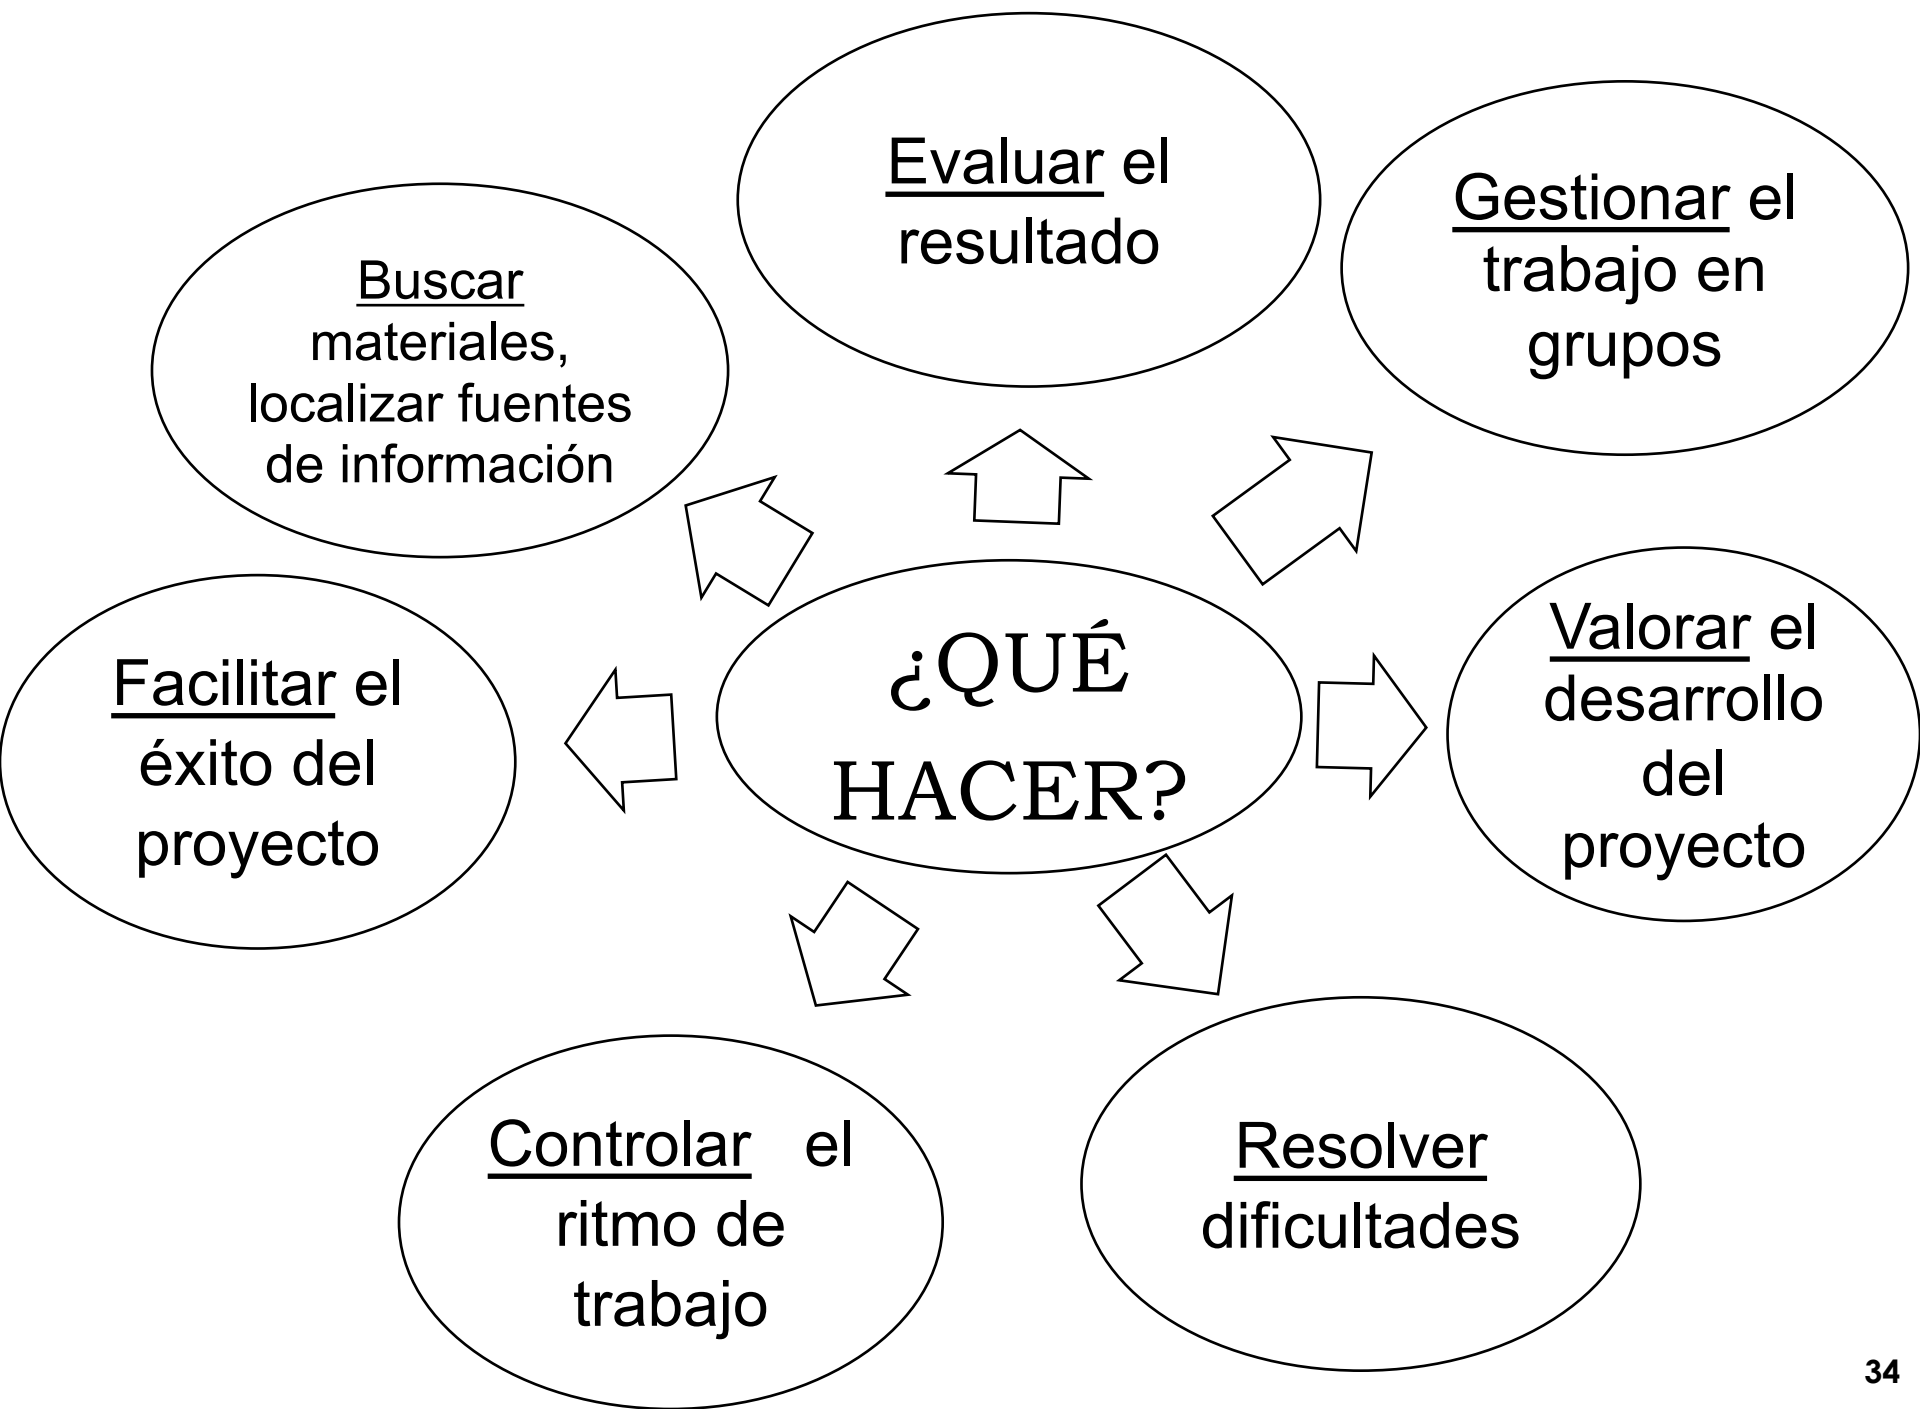 Evaluar el
resultado
Gestionar el
trabajo en
grupos
Buscar
materiales,
localizar fuentes
de información
Valorar el
desarrollo
del
proyecto
¿QUÉ
HACER?
Facilitar el
éxito del
proyecto
Controlar el
ritmo de
trabajo
Resolver
dificultades
34